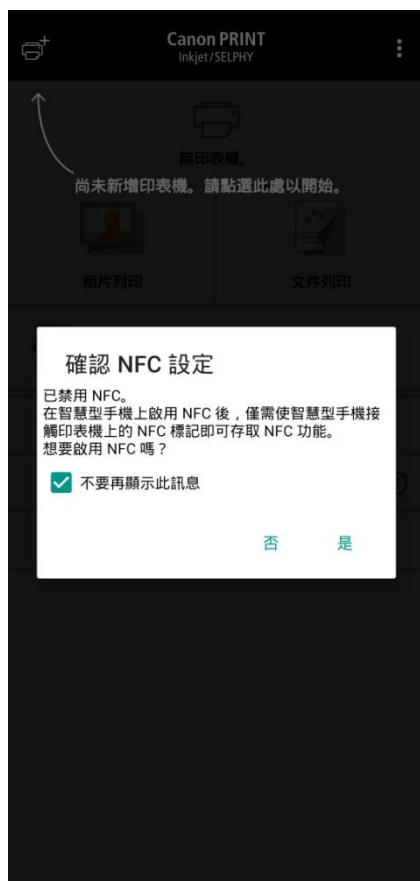 Canon PRINT
Inkjet/SELPHY
無印表機。
尚未新增印表機。請點選此處以開始。
相片列印
文件列印
確認 NFC 設定
已禁用 NFC。
在智慧型手機上啟用 NFC 後，僅需使智慧型手機接
觸印表機上的 NFC 標記即可存取 NFC 功能。
想要啟用 NFC 嗎？
不要再顯示此訊息
否
是